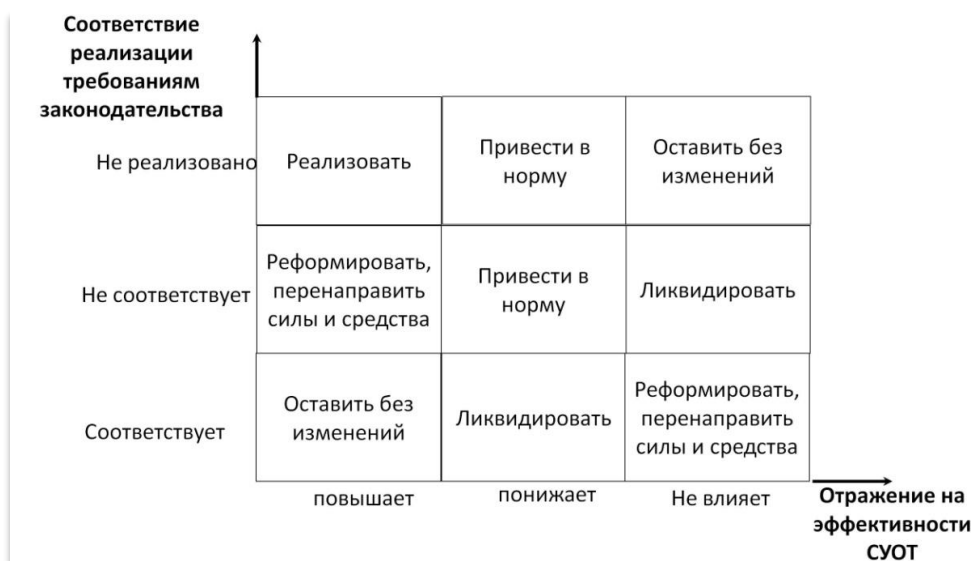 Соответствие
реализации
требованиям
законодательства
Не реализовано
Реализовать
Привести в
норму
Оставить без
изменений
Не соответствует
Реформировать,
перенаправить
силы и средства
Привести в
норму
Ликвидировать
Соответствует
Оставить без
изменений
Ликвидировать
Реформировать,
перенаправить
силы и средства
повышает
понижает
Не влияет
Отражение на
эффективности
СУОТ